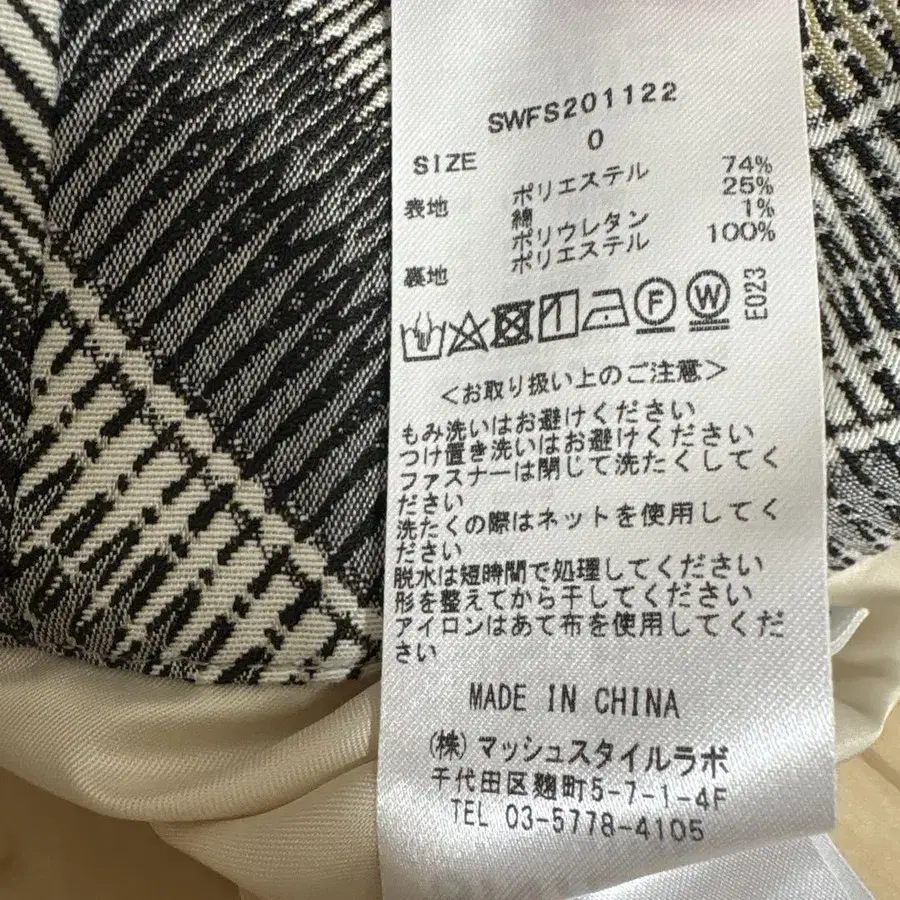 SWFS201122
SIZE 0
表地 ポリエステル 74%
綿 25%
ポリウレタン 1%
裏地 ポリエステル 100%
F W E023
<お取り扱い上のご注意>
もみ洗いはお避けください
つけ置き洗いはお避けください
ファスナーは閉じて洗たくしてく
ださい
洗たくの際はネットを使用してく
ださい
脱水は短時間で処理してください
形を整えてから干してください
アイロンはあて布を使用してくだ
さい
MADE IN CHINA
(株)マッシュスタイルラボ
千代田区麹町5-7-1-4F
TEL 03-5778-4105